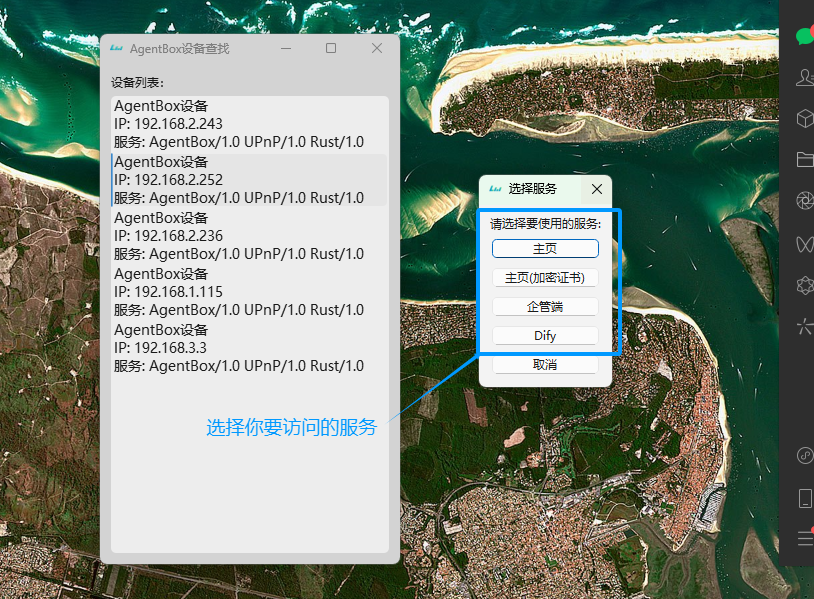 AgentBox设备查找
设备列表:
AgentBox设备
IP: 192.168.2.243
服务: AgentBox/1.0 UPnP/1.0 Rust/1.0
AgentBox设备
IP: 192.168.2.252
服务: AgentBox/1.0 UPnP/1.0 Rust/1.0
AgentBox设备
IP: 192.168.2.236
服务: AgentBox/1.0 UPnP/1.0 Rust/1.0
AgentBox设备
IP: 192.168.1.115
服务: AgentBox/1.0 UPnP/1.0 Rust/1.0
AgentBox设备
IP: 192.168.3.3
服务: AgentBox/1.0 UPnP/1.0 Rust/1.0
选择服务
请选择要使用的服务:
主页
主页(加密证书)
企管端
Dify
取消
选择你要访问的服务